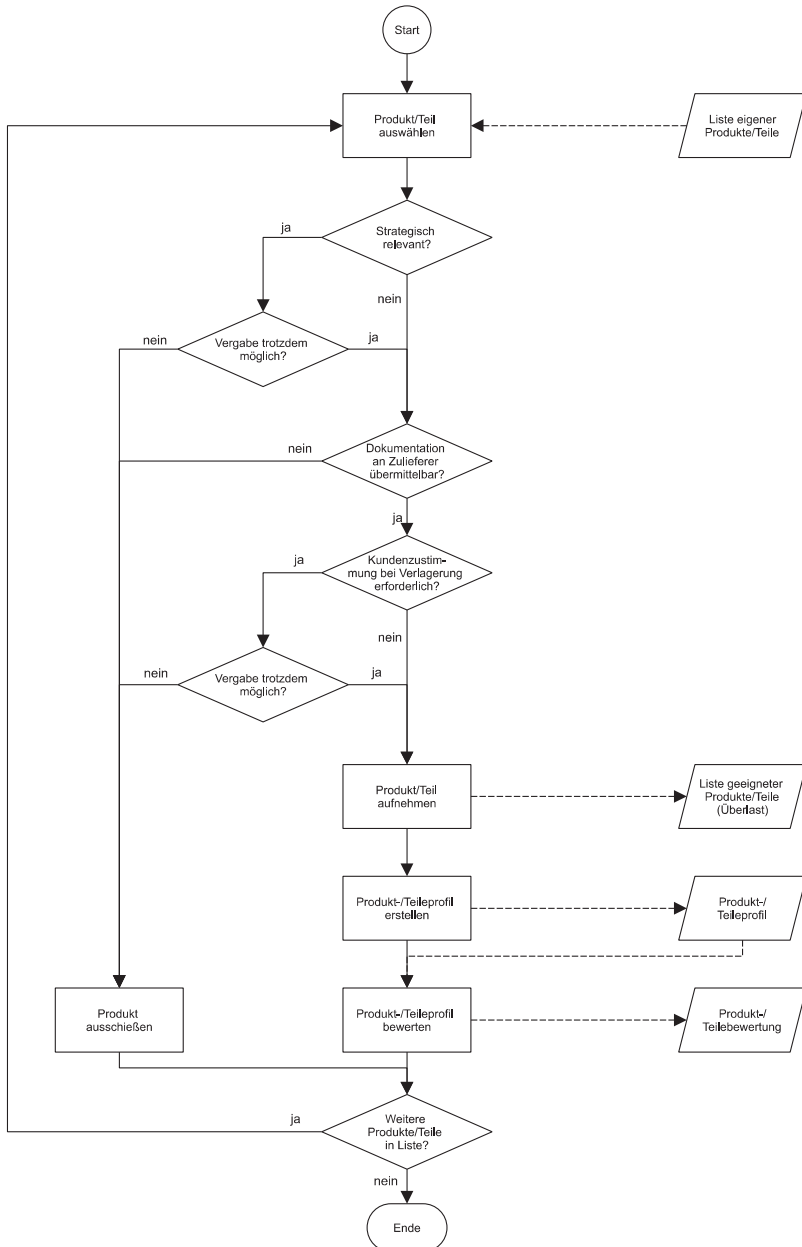 Start
Produkt/Teil
auswählen
Liste eigener
Produkte/Teile
ja
Strategisch
relevant?
nein
nein
Vergabe trotzdem
möglich?
ja
nein
Dokumentation
an Zulieferer
übermittelbar?
ja
ja
Kundenzustim-
mung bei Verlagerung
erforderlich?
nein
nein
Vergabe trotzdem
möglich?
ja
Produkt/Teil
aufnehmen
Liste geeigneter
Produkte/Teile
(Überlast)
Produkt-/Teileprofil
erstellen
Produkt-/
Teileprofil
Produkt
ausschießen
Produkt-/Teileprofil
bewerten
Produkt-/
Teilebewertung
ja
Weitere
Produkte/Teile
in Liste?
nein
Ende